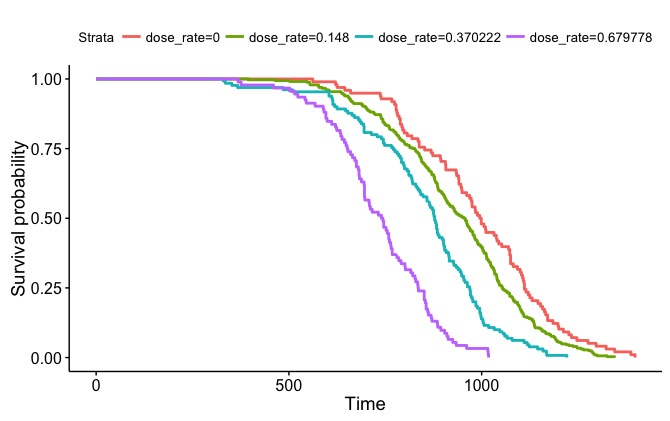 Strata dose_rate=0 dose_rate=0.148 dose_rate=0.370222 dose_rate=0.679778
1.00
0.75
0.50
0.25
0.00
Survival probability
0 500 1000
Time